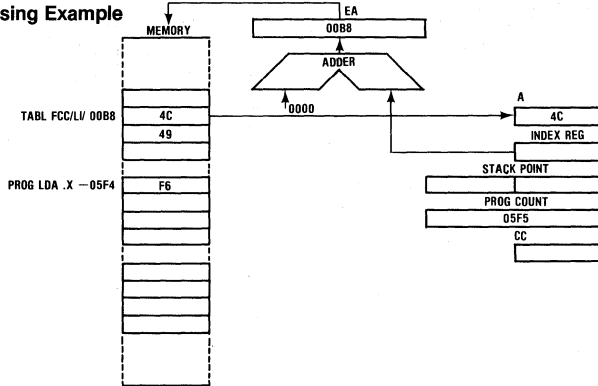 sing Example
MEMORY
EA
00B8
ADDER
0000
TABL FCC/LI/ 00B8
4C
49
A
4C
INDEX REG
STACK POINT
PROG LDA .X —05F4
F6
PROG COUNT
05F5
CC